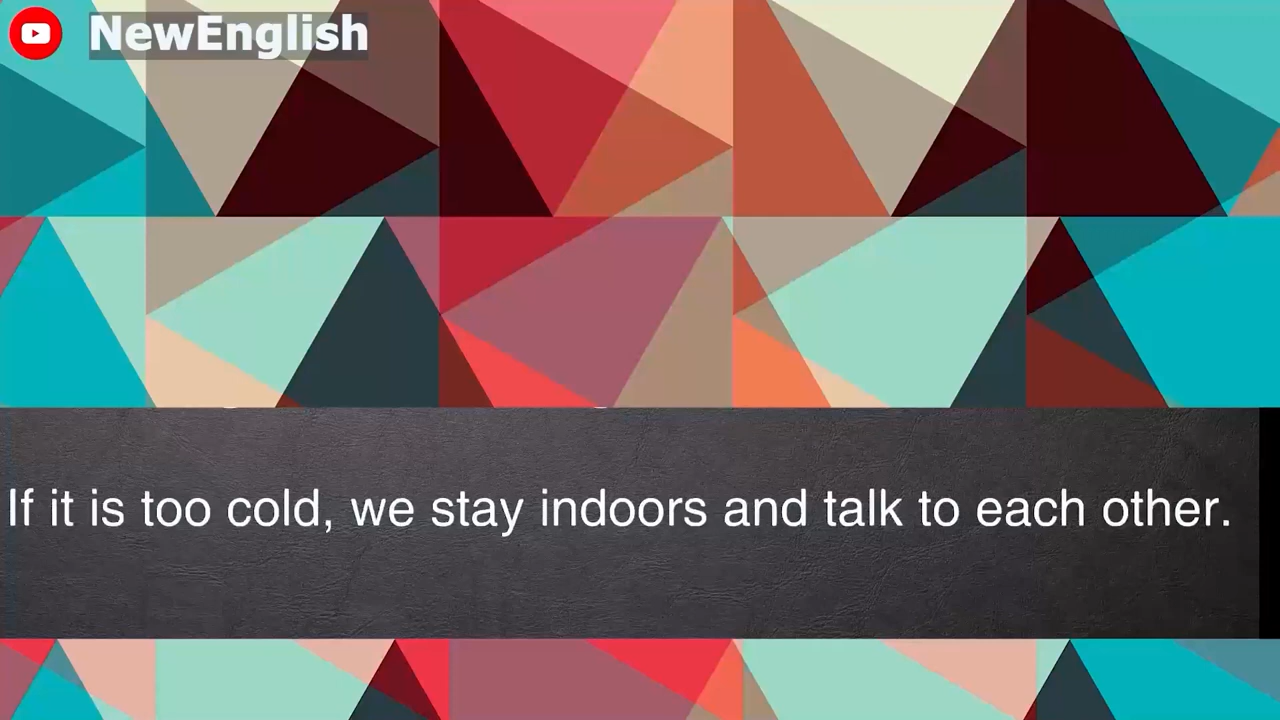 NewEnglish
If it is too cold, we stay indoors and talk to each other.